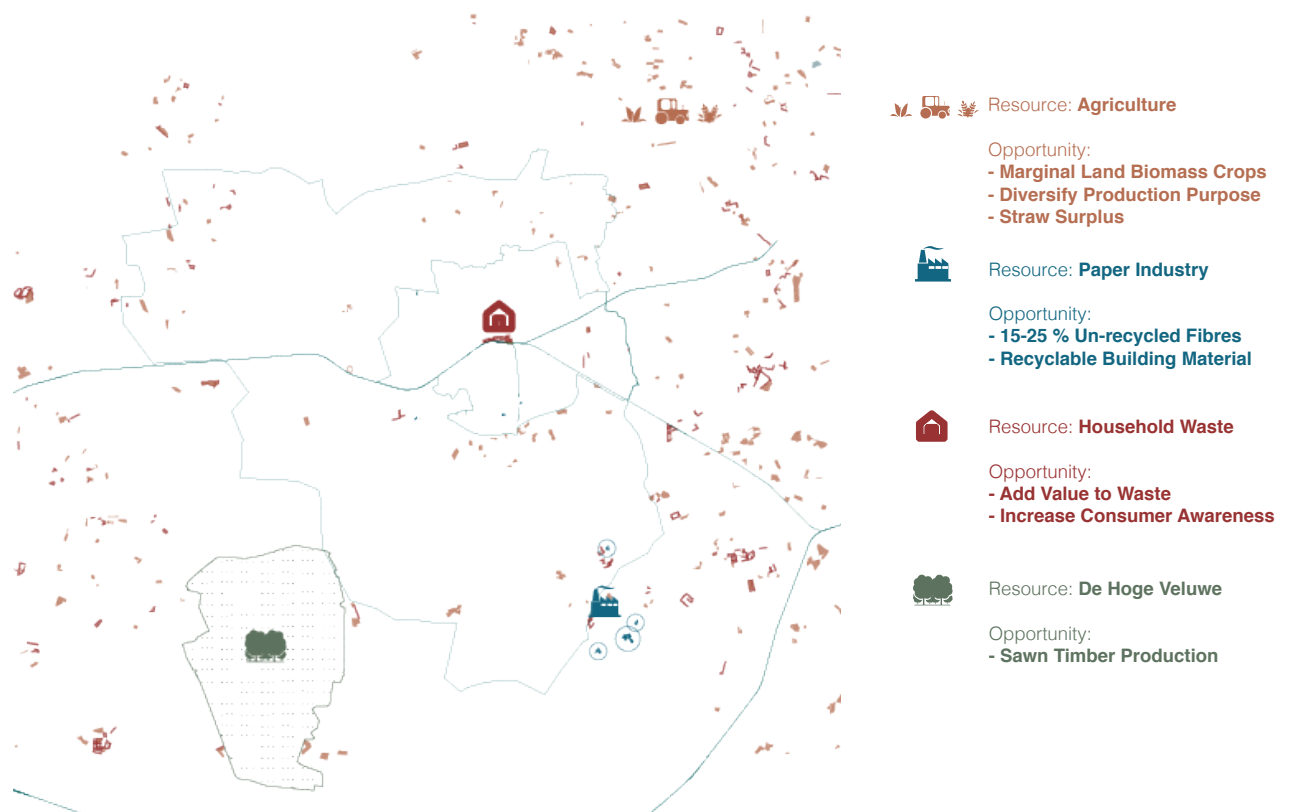 Resource: Agriculture
Opportunity:
- Marginal Land Biomass Crops
- Diversify Production Purpose
- Straw Surplus
Resource: Paper Industry
Opportunity:
- 15-25 % Un-recycled Fibres
- Recyclable Building Material
Resource: Household Waste
Opportunity:
- Add Value to Waste
- Increase Consumer Awareness
Resource: De Hoge Veluwe
Opportunity:
- Sawn Timber Production